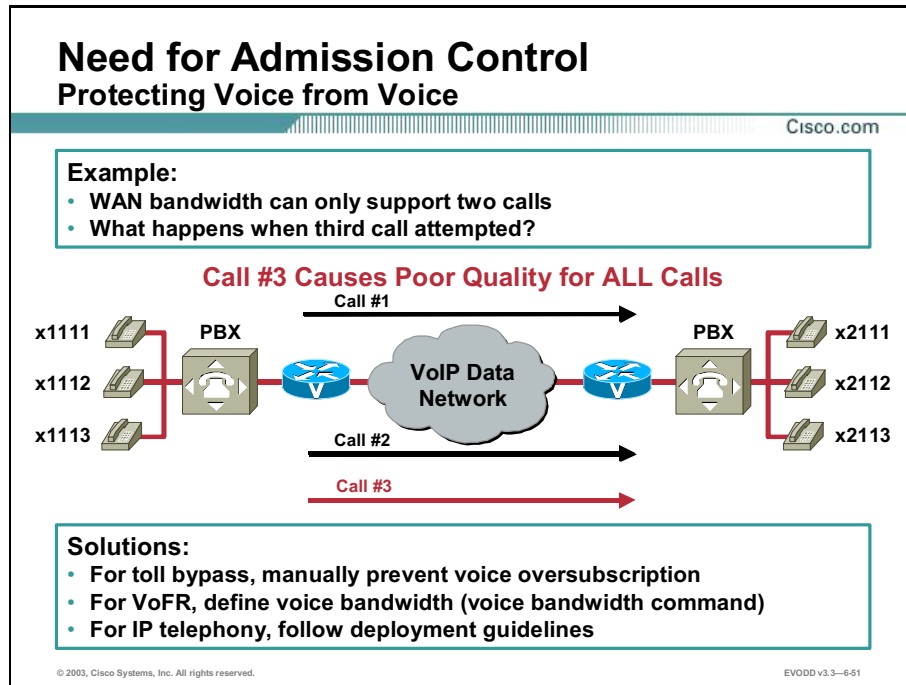 Need for Admission Control
Protecting Voice from Voice
Cisco.com
Example:
• WAN bandwidth can only support two calls
• What happens when third call attempted?
Call #3 Causes Poor Quality for ALL Calls
Call #1
x1111
PBX
PBX
x2111
x1112
V
VoIP Data
Network
V
x2112
x1113
x2113
Call #2
Call #3
Solutions:
• For toll bypass, manually prevent voice oversubscription
• For VoFR, define voice bandwidth (voice bandwidth command)
• For IP telephony, follow deployment guidelines
© 2003, Cisco Systems, Inc. All rights reserved.
EVODD v3.3—6-51